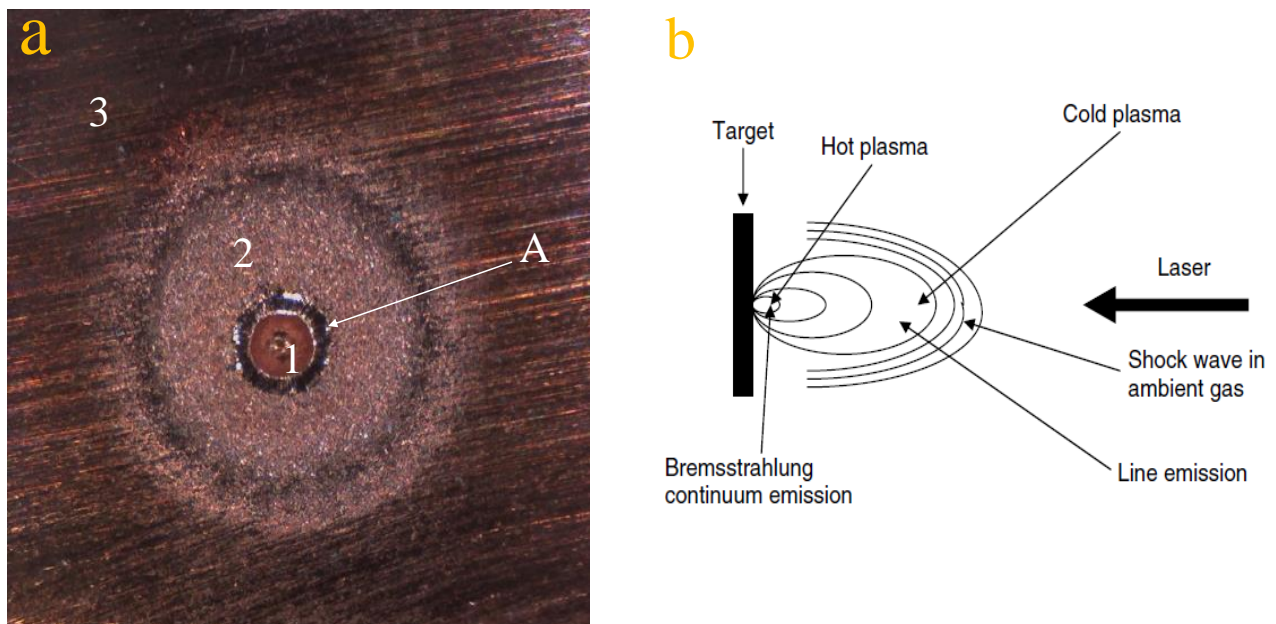 a
3
2
A
1
b
Target
Hot plasma
Cold plasma
Laser
Shock wave in
ambient gas
Bremsstrahlung
continuum emission
Line emission